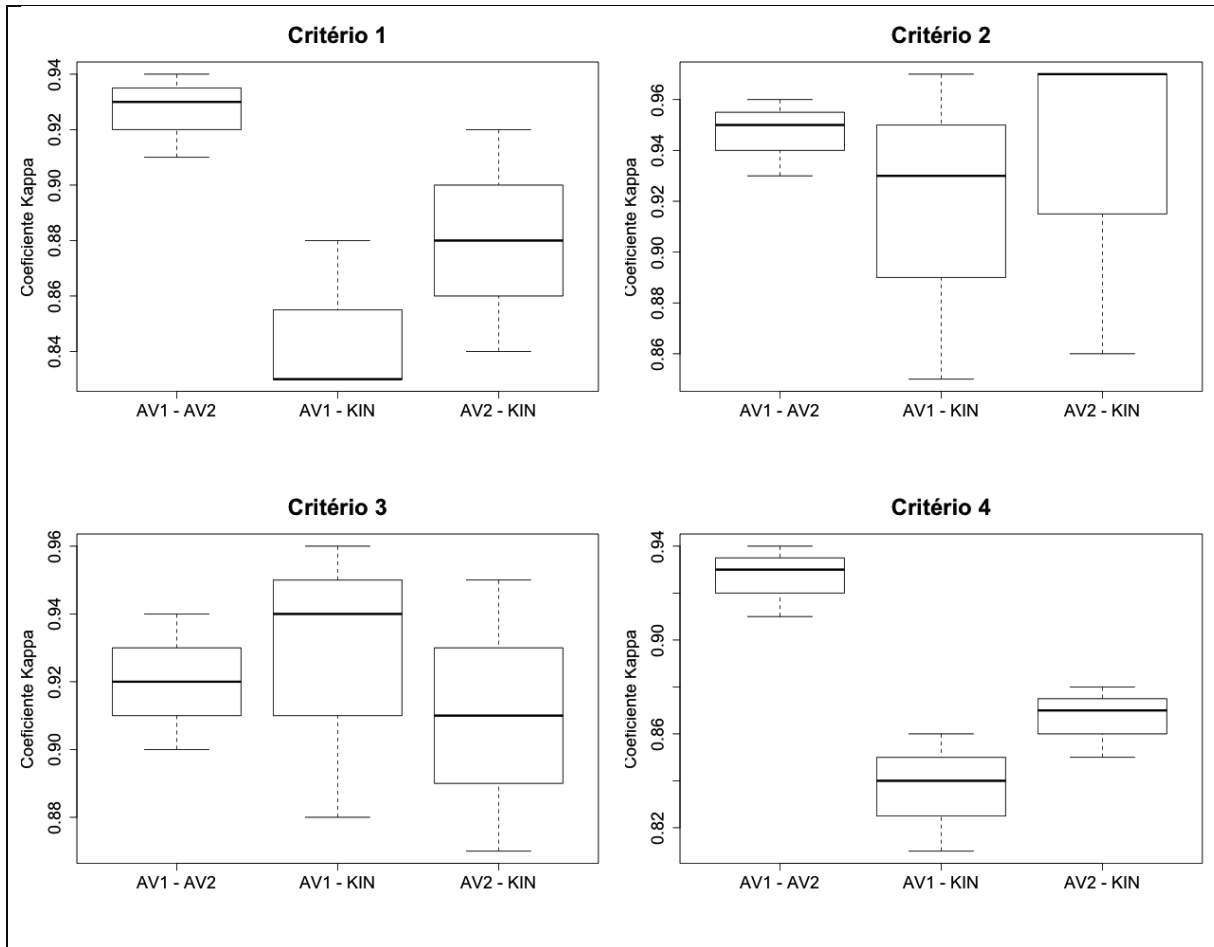 Critério 1
Coeficiente Kappa
0.94
0.92
0.90
0.88
0.86
0.84
AV1 - AV2
AV1 - KIN
AV2 - KIN
Critério 2
Coeficiente Kappa
0.96
0.94
0.92
0.90
0.88
0.86
AV1 - AV2
AV1 - KIN
AV2 - KIN
Critério 3
Coeficiente Kappa
0.96
0.94
0.92
0.90
0.88
AV1 - AV2
AV1 - KIN
AV2 - KIN
Critério 4
Coeficiente Kappa
0.94
0.90
0.86
0.82
AV1 - AV2
AV1 - KIN
AV2 - KIN